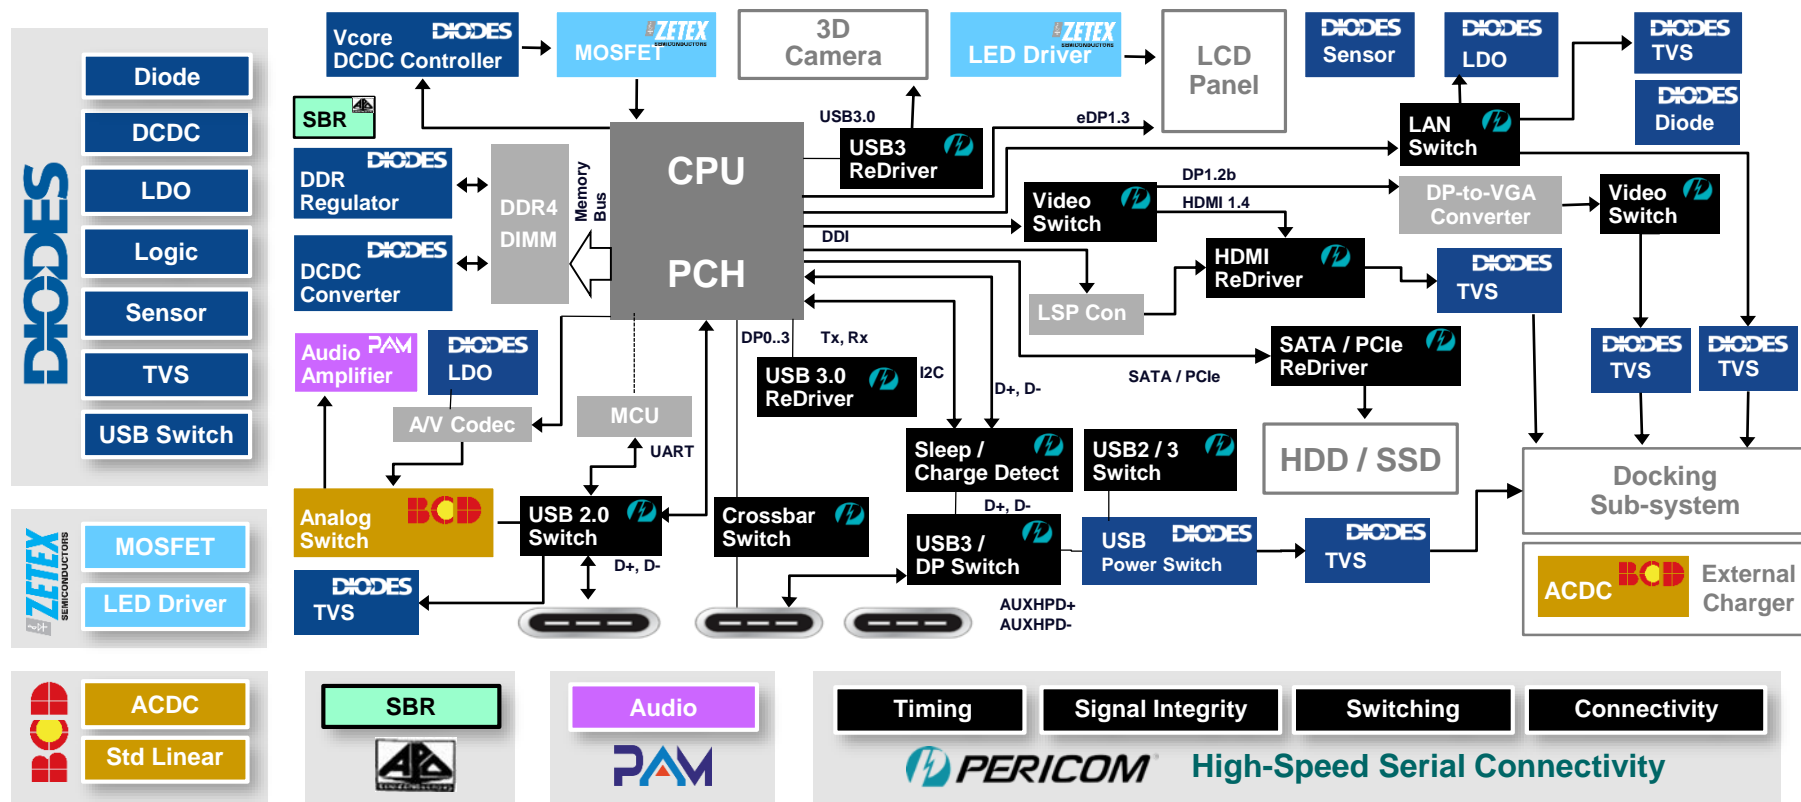 DIODES
Diode
DCDC
LDO
Logic
Sensor
TVS
USB Switch
ZETEX
SEMICONDUCTORS
MOSFET
LED Driver
BCD
ACDC
Std Linear
Vcore
DIODES
DCDC Controller
ZETEX
SEMICONDUCTORS
MOSFET
3D
Camera
ZETEX
SEMICONDUCTORS
LED Driver
LCD
Panel
DIODES
Sensor
DIODES
LDO
DIODES
TVS
DIODES
Diode
SBR
CPU
PCH
USB3.0
USB3
ReDriver
eDP1.3
LAN
Switch
DIODES
DDR
Regulator
DDR4
DIMM
Memory
Bus
DIODES
DCDC
Converter
Video
Switch
DP1.2b
HDMI 1.4
DP-to-VGA
Converter
Video
Switch
DDI
HDMI
ReDriver
DIODES
TVS
LSP Con
Audio
PAM
Amplifier
DIODES
LDO
A/V Codec
MCU
UART
DP0..3
Tx, Rx
USB 3.0
ReDriver
I2C
D+, D-
SATA / PCIe
SATA / PCIe
ReDriver
DIODES
TVS
DIODES
TVS
Sleep /
Charge Detect
USB2 / 3
Switch
HDD / SSD
Docking
Sub-system
Analog
Switch
BCD
USB 2.0
Switch
Crossbar
Switch
D+, D-
USB3 /
DP Switch
USB
DIODES
Power Switch
DIODES
TVS
DIODES
TVS
D+, D-
AUXHPD+
AUXHPD-
ACDC
BCD
External
Charger
SBR
APD
SEMICONDUCTORS
Audio
PAM
Timing
Signal Integrity
Switching
Connectivity
PERICOM
High-Speed Serial Connectivity